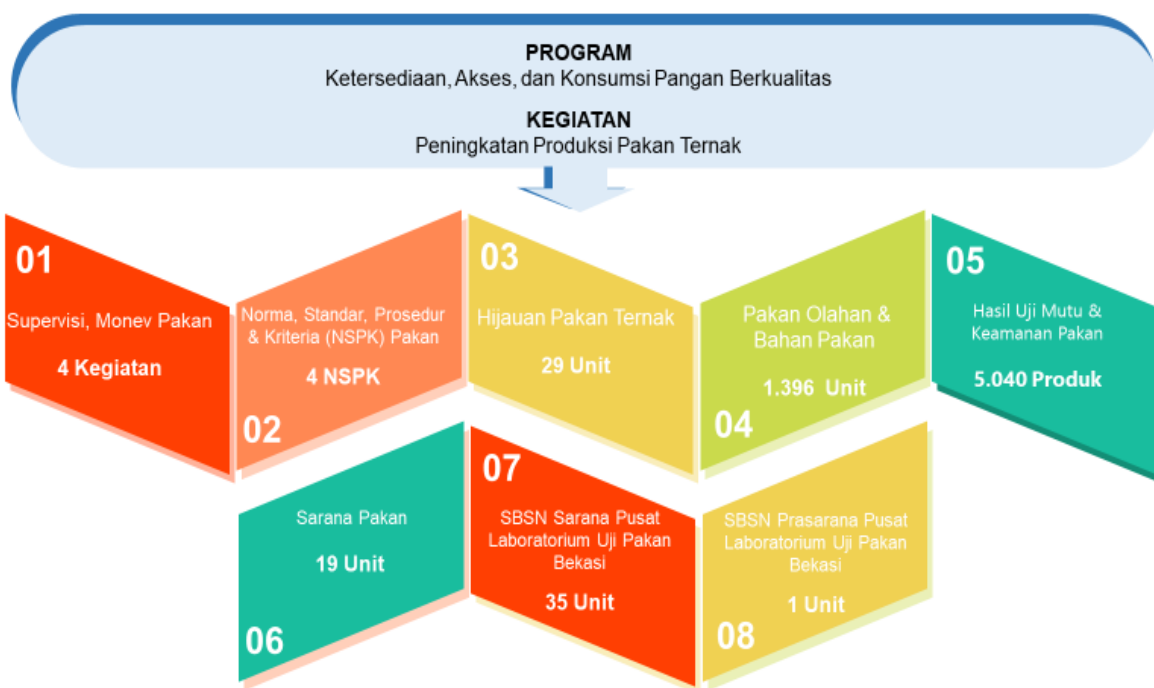 PROGRAM
Ketersediaan, Akses, dan Konsumsi Pangan Berkualitas
KEGIATAN
Peningkatan Produksi Pakan Ternak
01
Supervisi, Monev Pakan
4 Kegiatan
Norma, Standar, Prosedur
& Kriteria (NSPK) Pakan
4 NSPK
02
03
Hijauan Pakan Ternak
29 Unit
Pakan Olahan &
Bahan Pakan
1.396 Unit
04
05
Hasil Uji Mutu &
Keamanan Pakan
5.040 Produk
Sarana Pakan
19 Unit
06
07
SBSN Sarana Pusat
Laboratorium Uji Pakan
Bekasi
35 Unit
SBSN Prasarana Pusat
Laboratorium Uji Pakan
Bekasi
1 Unit
08